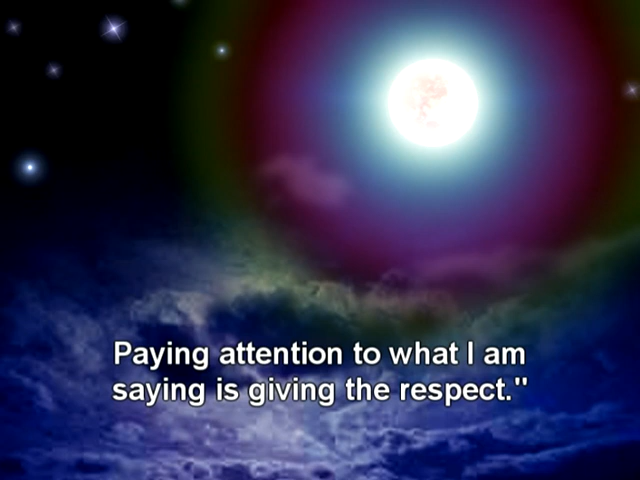 Paying attention to what I am
saying is giving the respect."